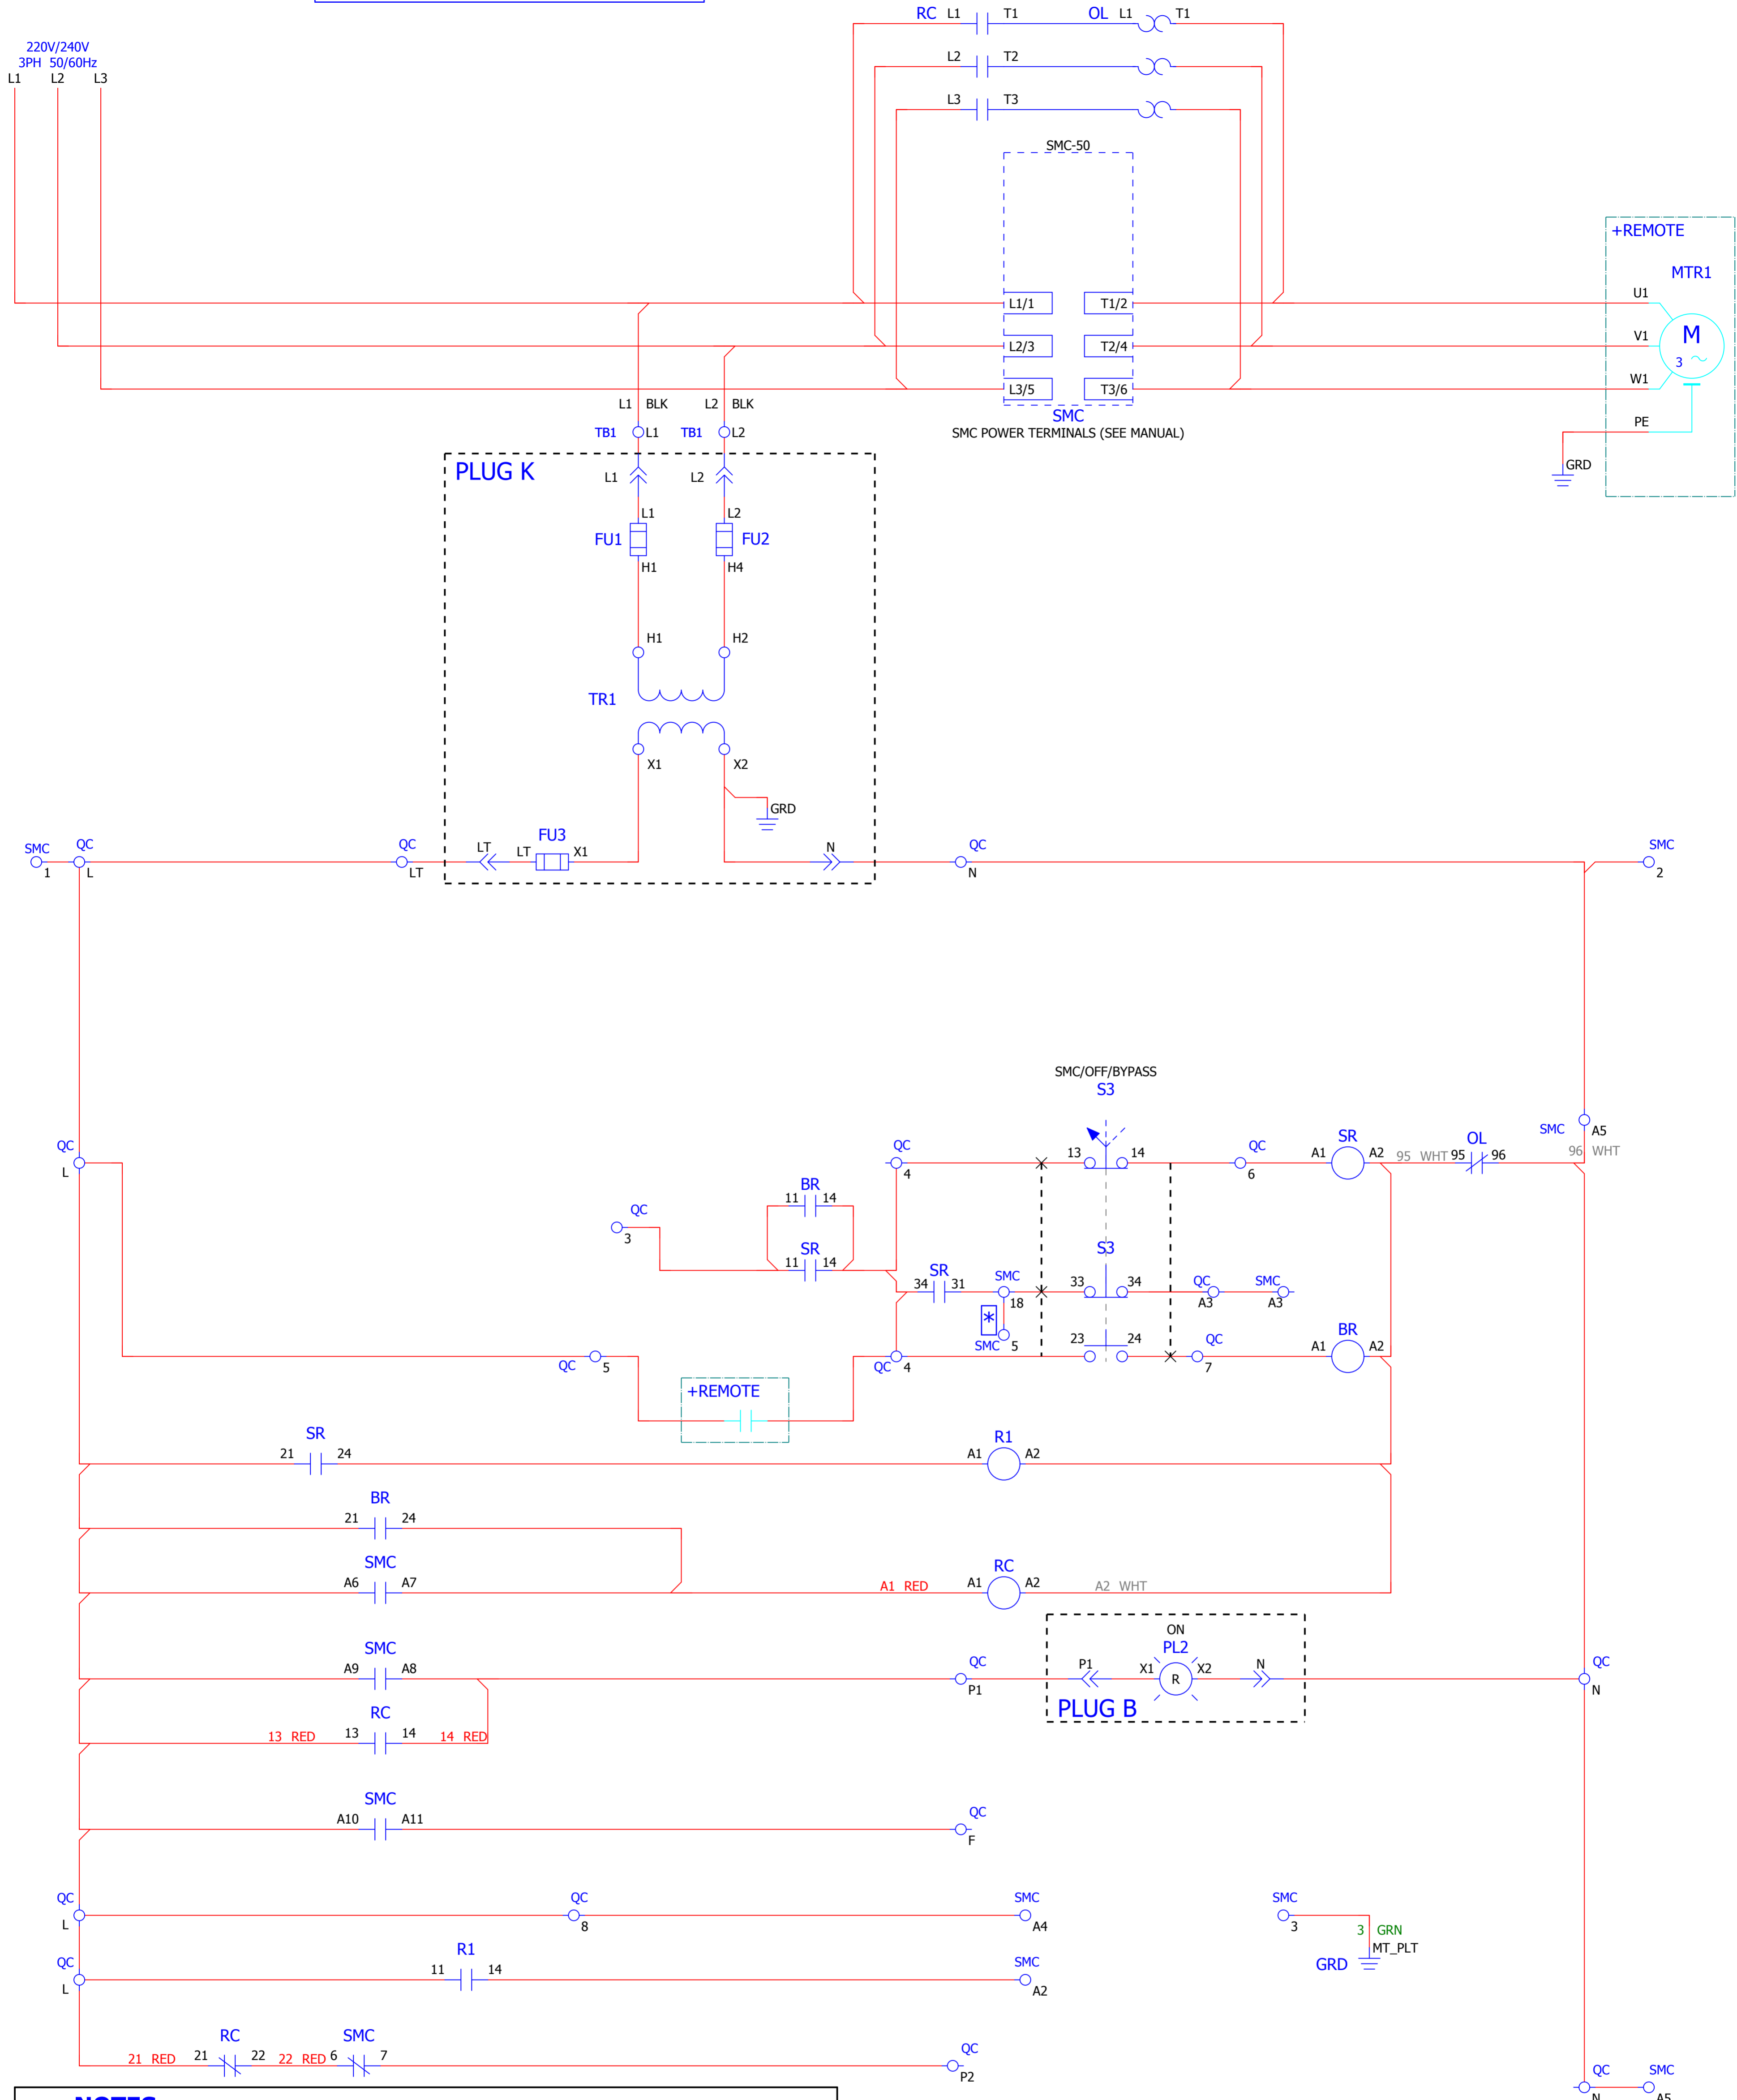 RC L1 T1 OL L1 T1
220V/240V
3PH 50/60Hz
L1 L2 L3
L2 T2
L3 T3
SMC-50
+REMOTE
MTR1
L1/1 T1/2 U1
L2/3 T2/4 V1
M
3
L3/5 T3/6 W1
L1 BLK L2 BLK
SMC
SMC POWER TERMINALS (SEE MANUAL)
PE
TB1 L1 TB1 L2
GRD
PLUG K
L1 L2
L1 L2
FU1 FU2
H1 H4
H1 H2
TR1
X1 X2
GRD
SMC QC QC LT LT FU3 X1 N QC SMC
1 L LT N 2
SMC/OFF/BYPASS
S3
SMC A5
QC QC 13 14 QC SR OL
L 4 6 A1 A2 95 WHT 95 96 96 WHT
BR
11 14
QC
3
SR
11 14
S3
SR
34 31
SMC
18
33 34
QC SMC
A3 A3
*
SMC 5
23 24
QC
7
BR
A1 A2
QC 5
QC 4
+REMOTE
SR
21 24
R1
A1 A2
BR
21 24
SMC
A6 A7
A1 RED
RC
A1 A2
A2 WHT
ON
SMC
A9 A8
QC
P1
P1
PL2
X1 R X2
N
QC
N
PLUG B
RC
13 RED 13 14 14 RED
SMC
A10 A11
QC
F
QC QC SMC SMC
L 8 A4 3
3 GRN
MT_PLT
GRD
QC R1 SMC
L 11 14 A2
RC SMC
21 RED 21 22 22 RED 6 7
QC
P2
QC SMC
N A5
NOTES